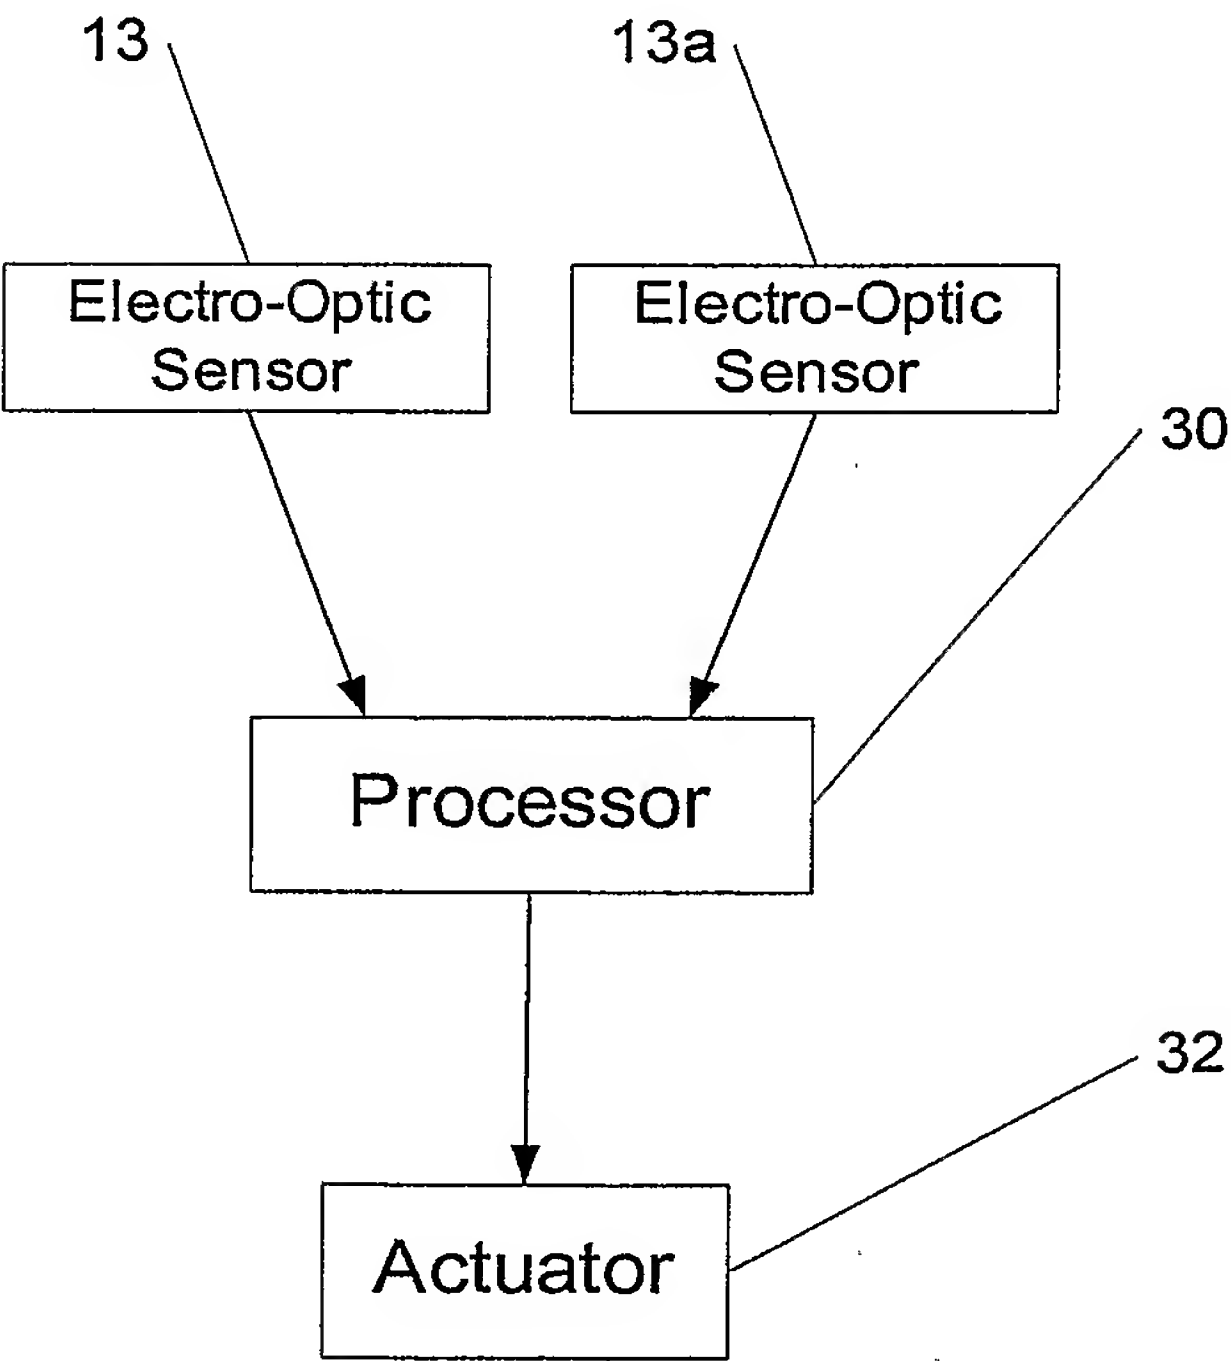 13
13a
Electro-Optic
Sensor
Electro-Optic
Sensor
30
Processor
32
Actuator